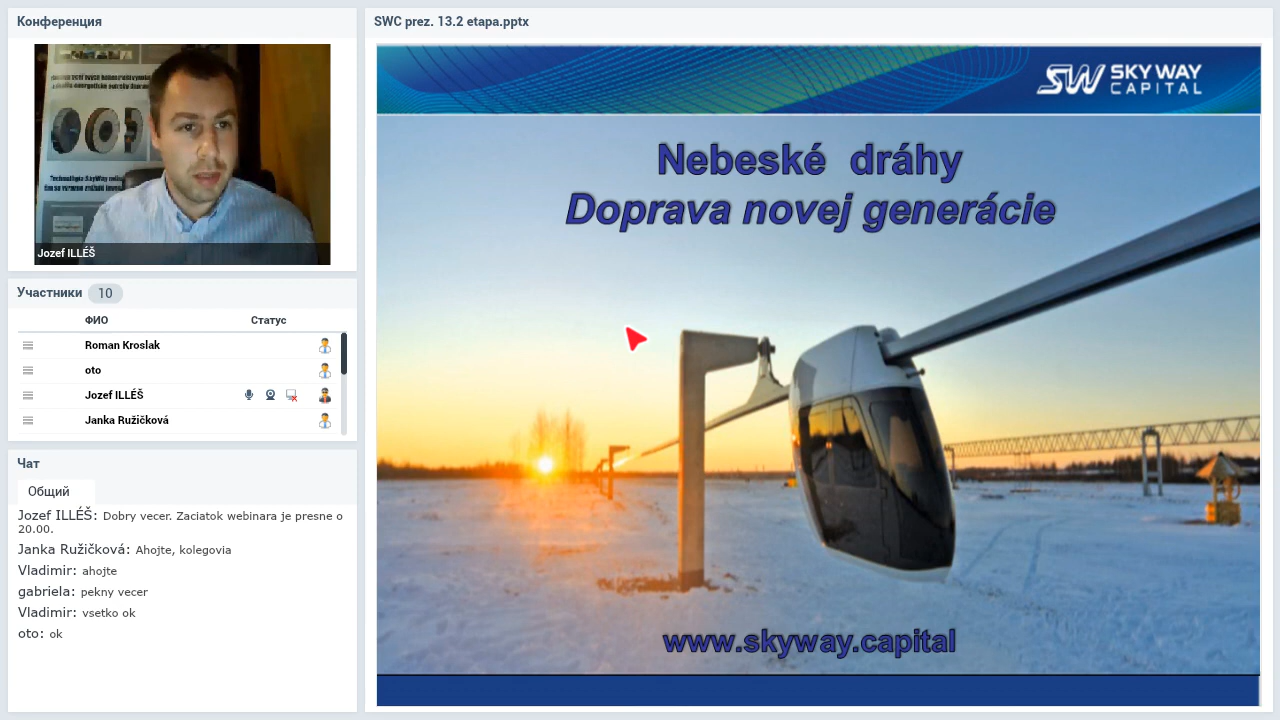 Конференция
Jozef ILLÉŠ
Участники 10
ФИО Статус
Roman Kroslak
oto
Jozef ILLÉŠ
Janka Ružičková
Чат
Общий
Jozef ILLÉŠ: Dobry vecer. Zaciatok webinara je presne o
20.00.
Janka Ružičková: Ahojte, kolegovia
Vladimir: ahojte
gabriela: pekny vecer
Vladimir: vsetko ok
oto: ok
SWC prez. 13.2 etapa.pptx
SW SKY WAY
CAPITAL
Nebeské dráhy
Doprava novej generácie
www.skyway.capital